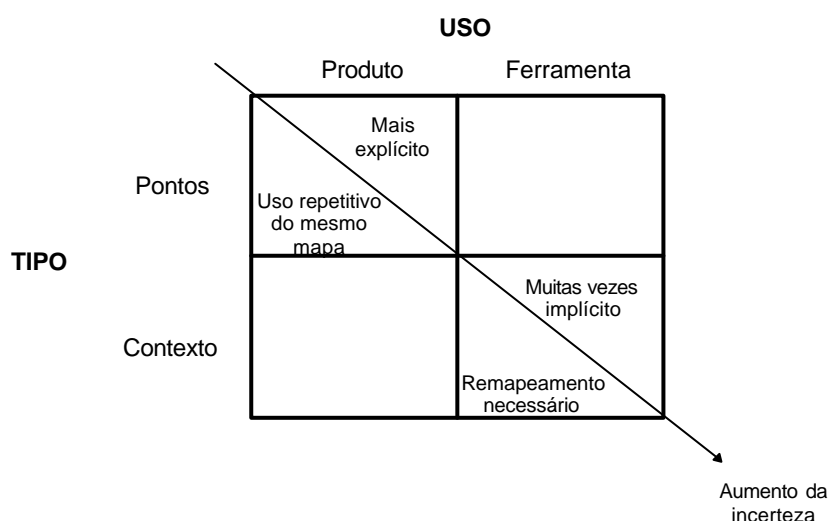 USO
Produto
Ferramenta
Mais
explícito
Pontos
Uso repetitivo
do mesmo
mapa
TIPO
Muitas vezes
implícito
Contexto
Remapeamento
necessário
Aumento da
incerteza